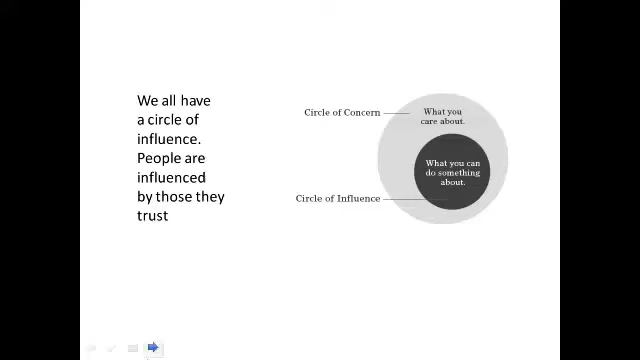 We all have
a circle of
influence.
People are
influenced
by those they
trust
Circle of Concern
What you
care about.
What you can
do something
about.
Circle of Influence